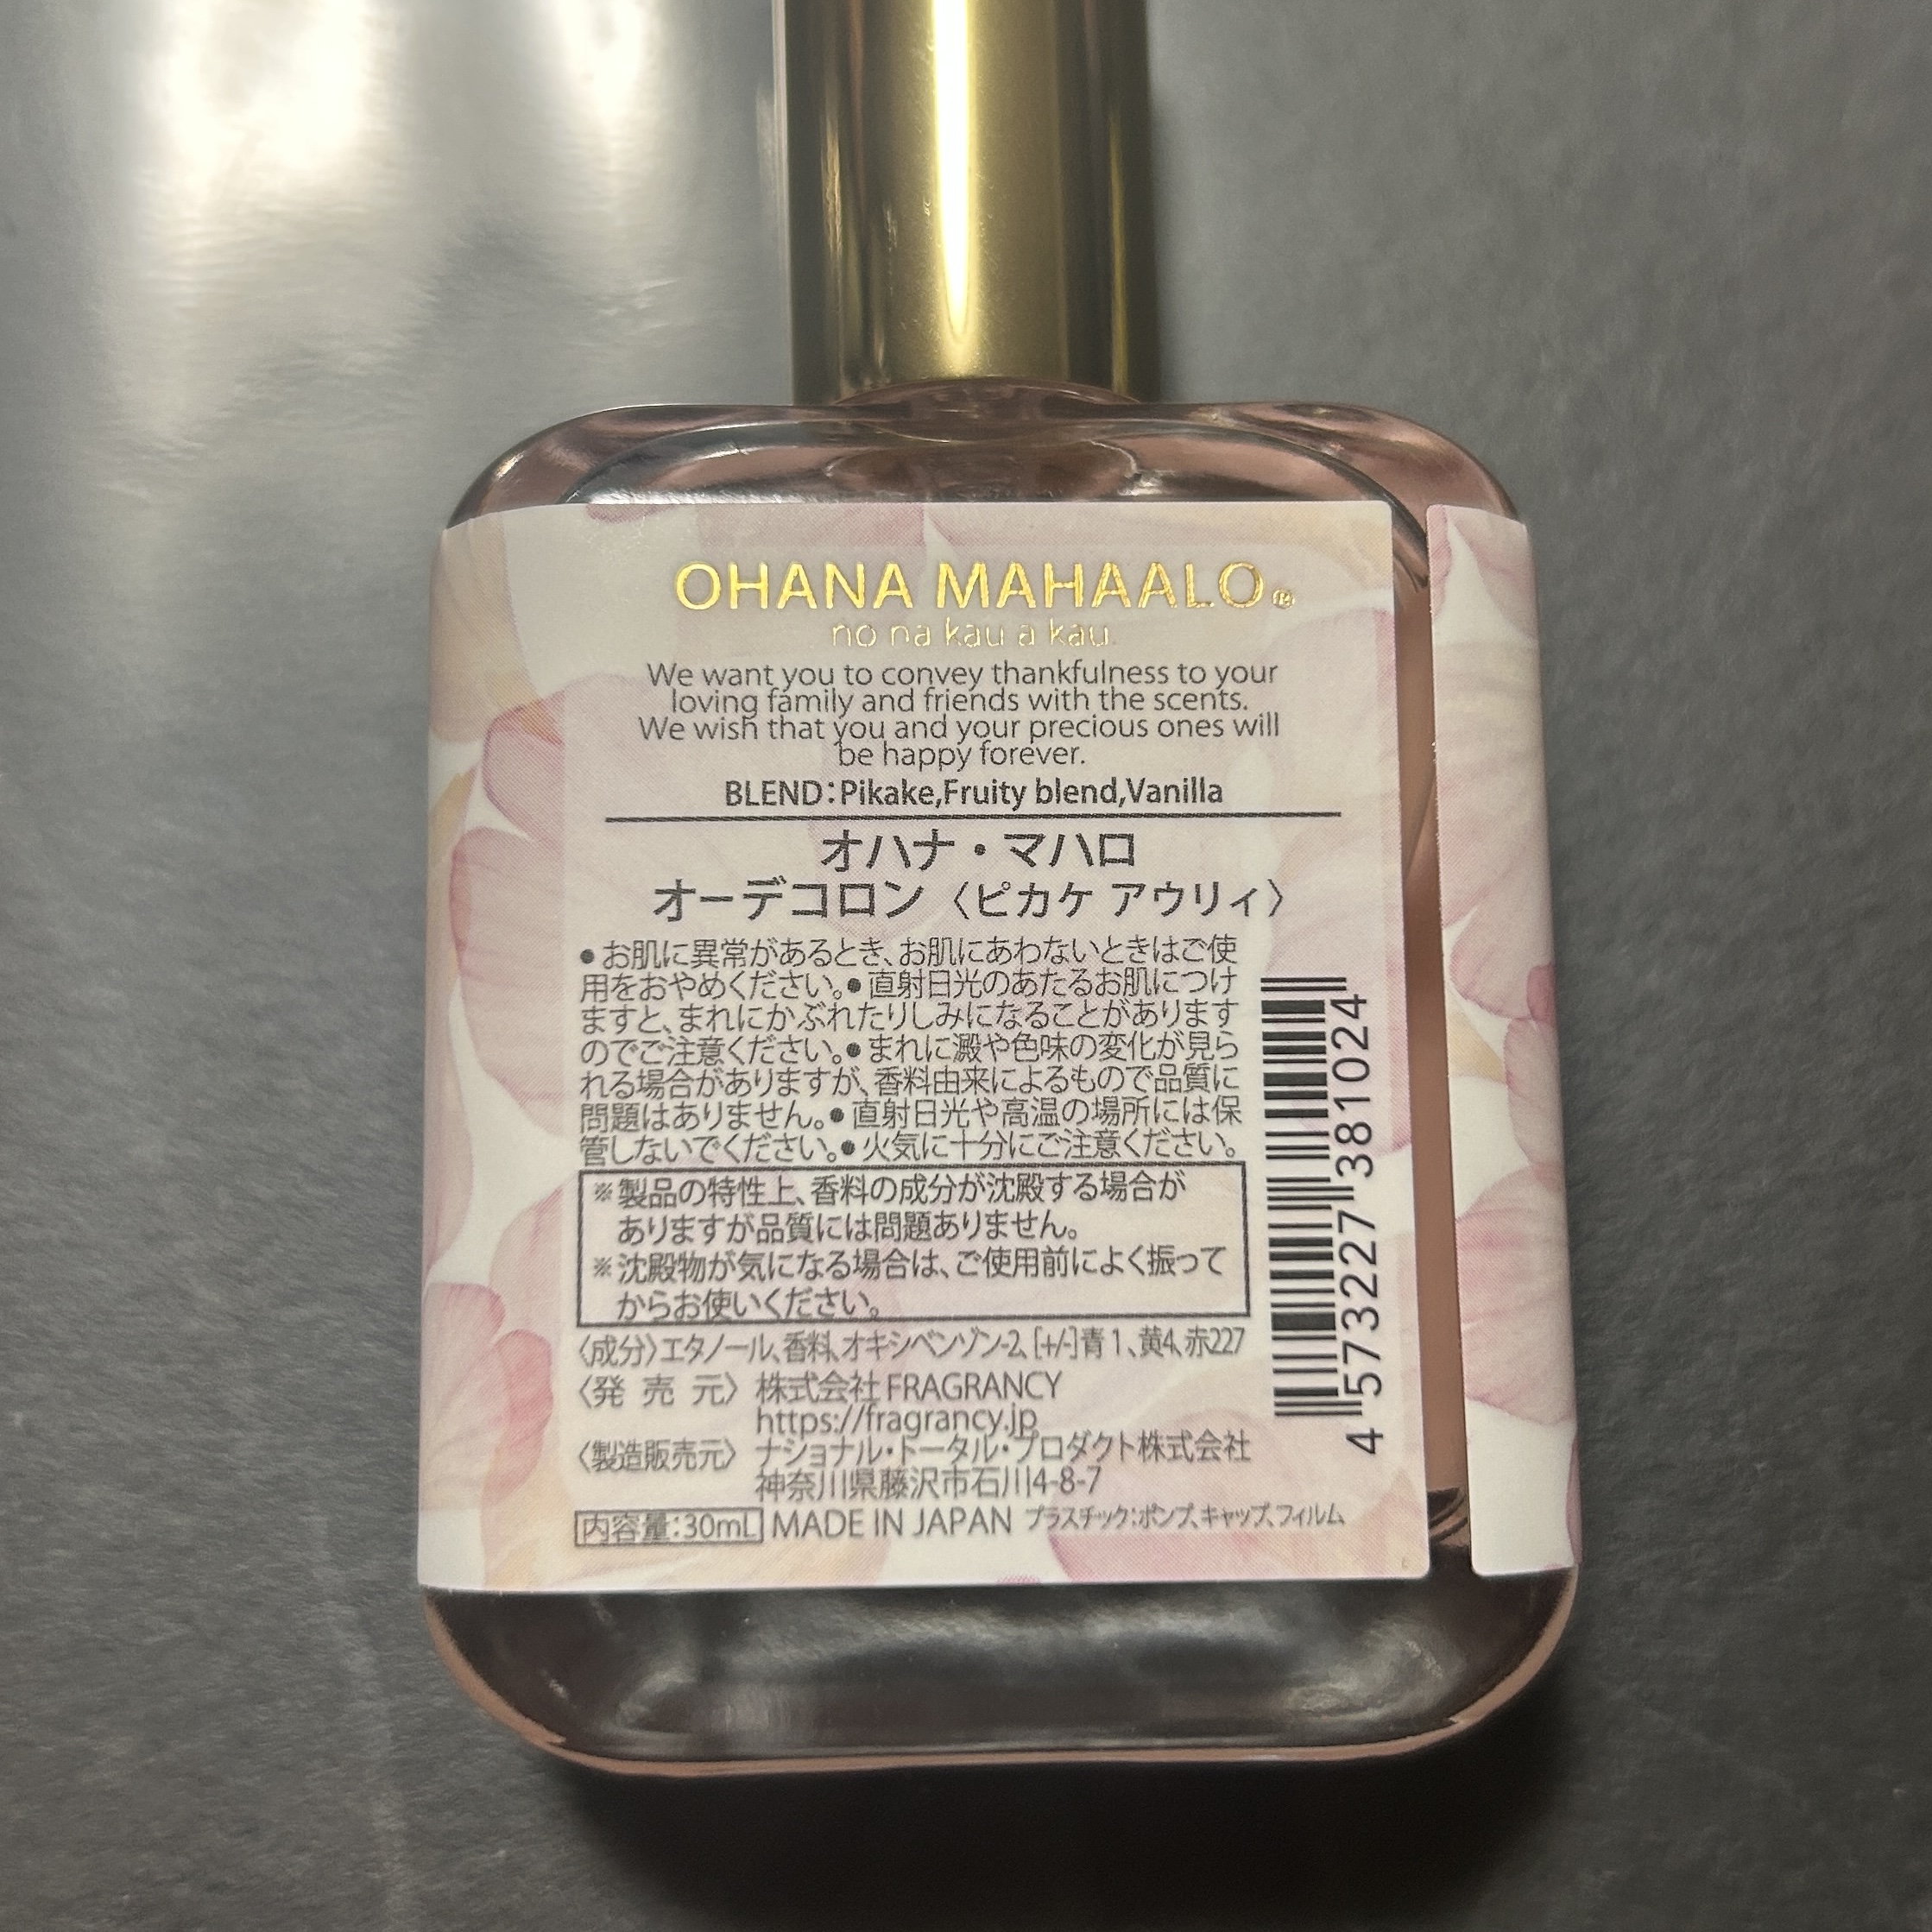 OHANA MAHAALO®
no na kau a kau.
We want you to convey thankfulness to your
loving family and friends with the scents.
We wish that you and your precious ones will
be happy forever.
BLEND:Pikake,Fruity blend,Vanilla
オハナ・マハロ
オーデコロン〈ピカケ アウリィ〉
●お肌に異常があるとき、お肌にあわないときはご使
用をおやめください。●直射日光のあたるお肌につけ
ますと、まれにかぶれたりしみになることがあります
のでご注意ください。●まれに澱や色味の変化が見ら
れる場合がありますが、香料由来によるもので品質に
問題はありません。●直射日光や高温の場所には保
管しないでください。●火気に十分にご注意ください。
※製品の特性上、香料の成分が沈殿する場合が
ありますが品質には問題ありません。
※沈殿物が気になる場合は、ご使用前によく振って
からお使いください。
〈成分〉エタノール、香料、オキシベンゾン-2、[+/-]青1、黄4、赤227
〈発売元〉株式会社 FRAGRANCY
https://fragrancy.jp
〈製造販売元〉ナショナル・トータル・プロダクト株式会社
神奈川県藤沢市石川4-8-7
内容量:30mL MADE IN JAPAN プラスチック:ポンプ、キャップ、フィルム
4 573227 381024